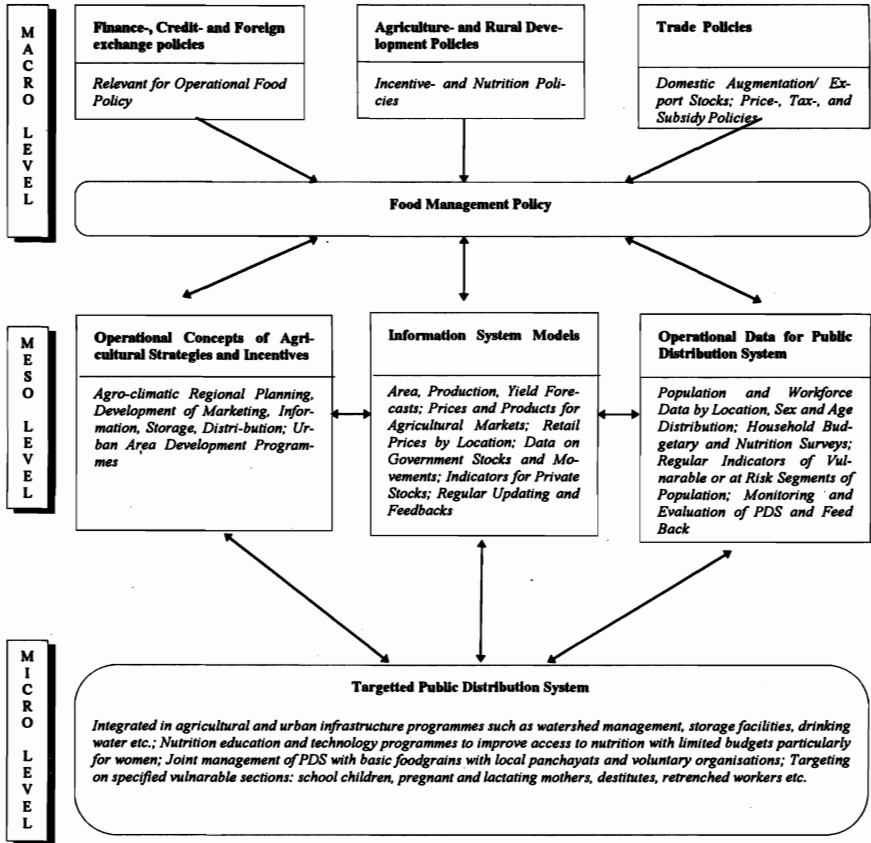 MACRO LEVEL
Finance-, Credit- and Foreign
exchange policies
Relevant for Operational Food
Policy
Agriculture- and Rural Deve-
lopment Policies
Incentive- and Nutrition Poli-
cies
Trade Policies
Domestic Augmentation/ Ex-
port Stocks; Price-, Tax-, and
Subsidy Policies
Food Management Policy
MESO LEVEL
Operational Concepts of Agri-
cultural Strategies and Incentives
Agro-climatic Regional Planning,
Development of Marketing, Infor-
mation, Storage, Distri-bution; Ur-
ban Area Development Program-
mes
Information System Models
Area, Production, Yield Fore-
casts; Prices and Products for
Agricultural Markets; Retail
Prices by Location; Data on
Government Stocks and Mo-
vements; Indicators for Private
Stocks; Regular Updating and
Feedbacks
Operational Data for Public
Distribution System
Population and Workforce
Data by Location, Sex and Age
Distribution; Household Bud-
getary and Nutrition Surveys;
Regular Indicators of Vul-
narable or at Risk Segments of
Population; Monitoring and
Evaluation of PDS and Feed
Back
MICRO LEVEL
Targetted Public Distribution System
Integrated in agricultural and urban infrastructure programmes such as watershed management, storage facilities, drinking
water etc.; Nutrition education and technology programmes to improve access to nutrition with limited budgets particularly
for women; Joint management of PDS with basic foodgrains with local panchayats and voluntary organisations; Targeting
on specified vulnarable sections: school children, pregnant and lactating mothers, destitutes, retrenched workers etc.